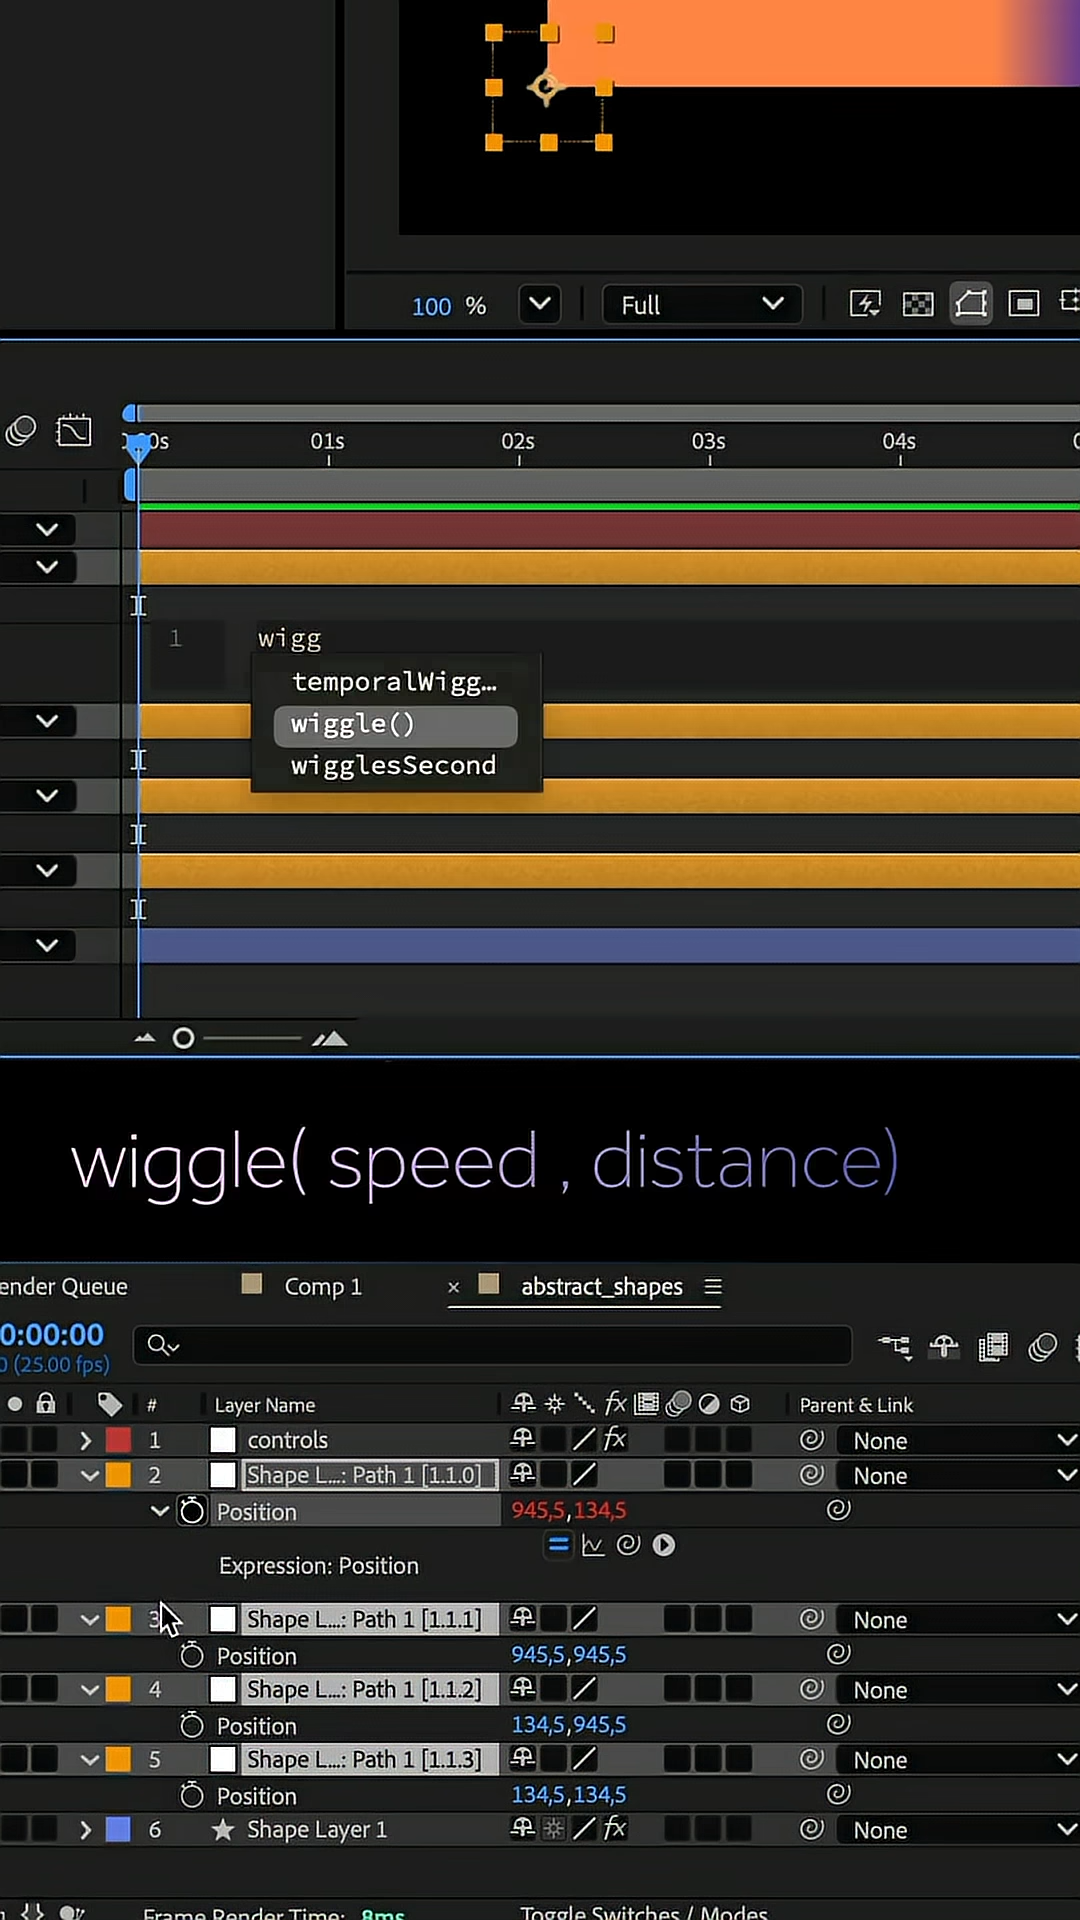 100 %
Full
01s
02s
03s
04s
1
wigg
temporalWigg...
wiggle()
wigglesSecond
wiggle( speed , distance)
ender Queue
Comp 1
× abstract_shapes
0:00:00
0 (25.00 fps)
# Layer Name Parent & Link
1 controls fx None
2 Shape L...: Path 1 [1.1.0] None
Position 945,5,134,5
Expression: Position
3 Shape L...: Path 1 [1.1.1] None
Position 945,5,945,5
4 Shape L...: Path 1 [1.1.2] None
Position 134,5,945,5
5 Shape L...: Path 1 [1.1.3] None
Position 134,5,134,5
6 Shape Layer 1 fx None
Frame Render Time: 8ms Toggle Switches / Modes